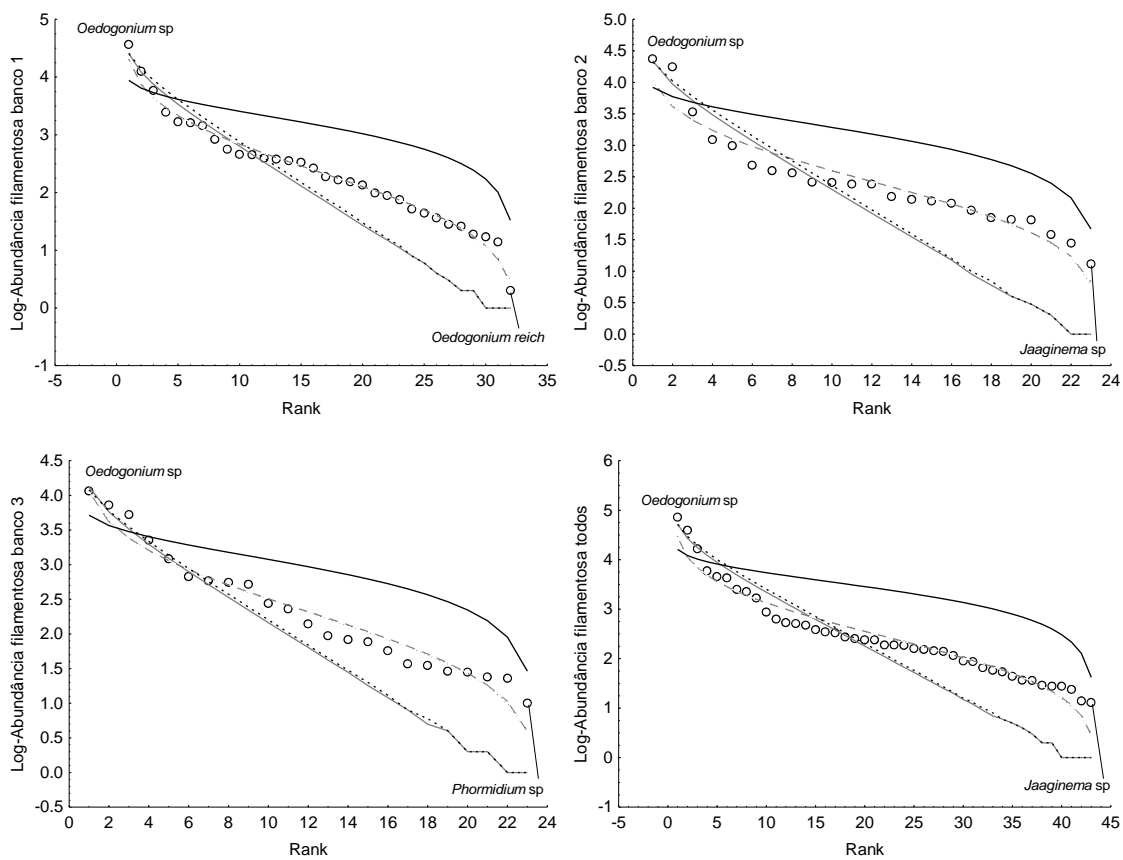 5
4
3
2
1
0
-1
Log-Abundância filamentosa banco 1
Oedogonium sp
Oedogonium reich
-5 0 5 10 15 20 25 30 35
Rank
5.0
4.5
4.0
3.5
3.0
2.5
2.0
1.5
1.0
0.5
0.0
-0.5
Log-Abundância filamentosa banco 2
Oedogonium sp
Jaaginema sp
0 2 4 6 8 10 12 14 16 18 20 22 24
Rank
4.5
4.0
3.5
3.0
2.5
2.0
1.5
1.0
0.5
0.0
-0.5
Log-Abundância filamentosa banco 3
Oedogonium sp
Phormidium sp
0 2 4 6 8 10 12 14 16 18 20 22 24
Rank
6
5
4
3
2
1
0
-1
Log-Abundância filamentosa todos
Oedogonium sp
Jaaginema sp
-5 0 5 10 15 20 25 30 35 40 45
Rank